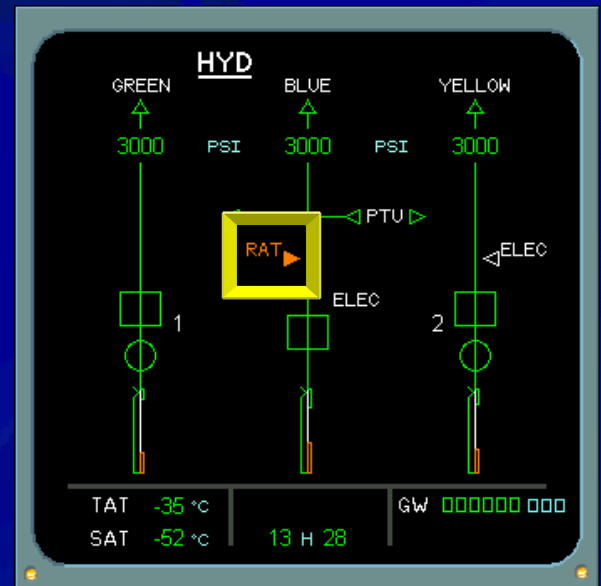 HYD
GREEN BLUE YELLOW
3000 PSI 3000 PSI 3000
PTU
RAT ELEC
ELEC
1 2
TAT -35 °C GW
SAT -52 °C 13 H 28